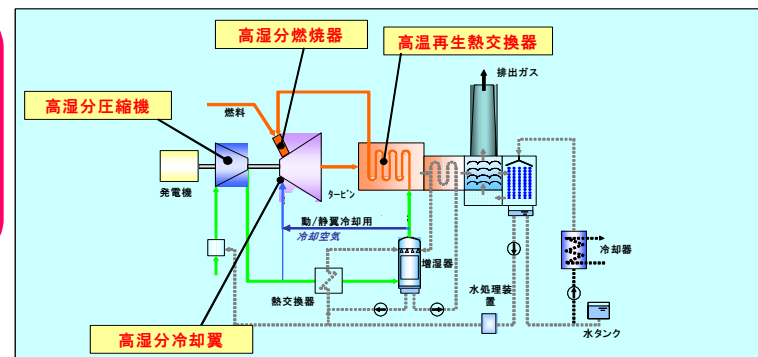 高湿分燃焼器
高温再生熱交換器
排出ガス
高湿分圧縮機
燃料
発電機
タービン
動/静翼冷却用
冷却空気
増湿器
冷却器
熱交換器
水処理装
置
水タンク
高湿分冷却翼